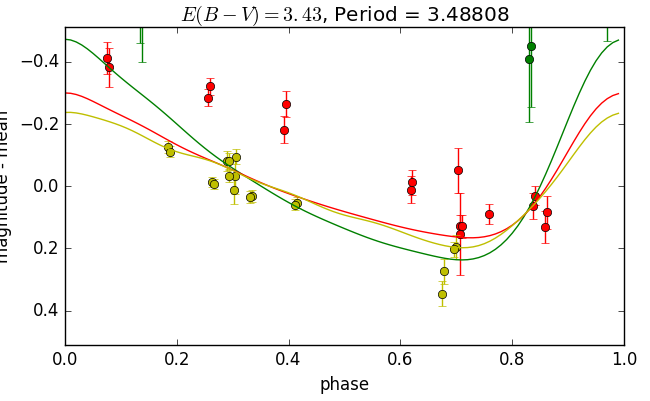 E(B − V) = 3.43, Period = 3.48808
magnitude - mean
−0.4
−0.2
0.0
0.2
0.4
0.0 0.2 0.4 0.6 0.8 1.0
phase